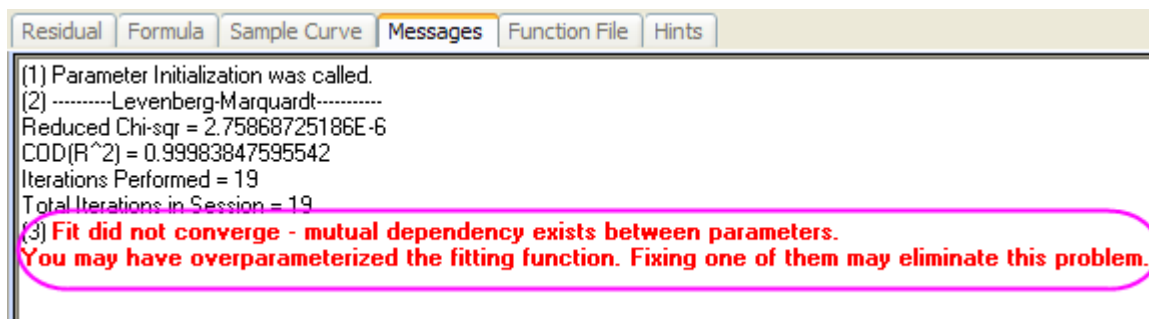 Residual Formula Sample Curve Messages Function File Hints
(1) Parameter Initialization was called.
(2) ----------Levenberg-Marquardt-----------
Reduced Chi-sqr = 2.75868725186E-6
COD(R^2) = 0.99983847595542
Iterations Performed = 19
Total Iterations in Session = 19
(3) Fit did not converge - mutual dependency exists between parameters.
You may have overparameterized the fitting function. Fixing one of them may eliminate this problem.